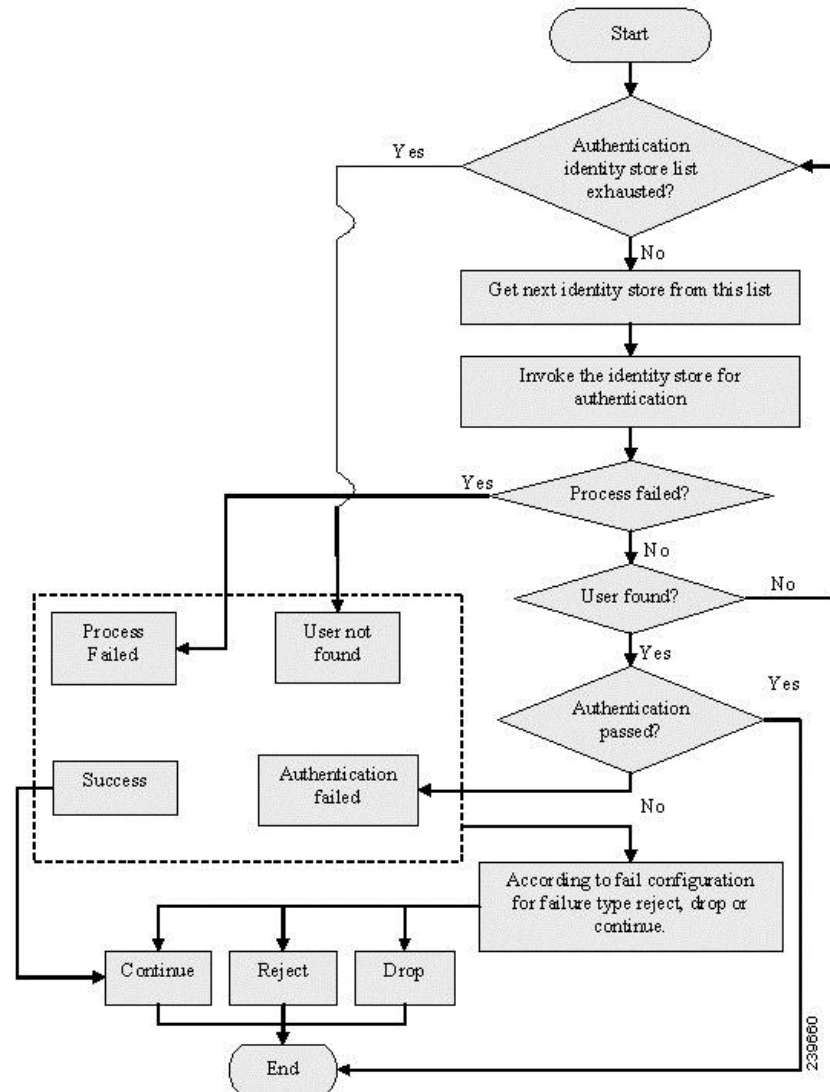 Start
Authentication
identity store list
exhausted?
Yes
No
Get next identity store from this list
Invoke the identity store for
authentication
Yes
Process failed?
No
User found?
No
Process
Failed
User not
found
Yes
Yes
Authentication
passed?
Success
Authentication
failed
No
According to fail configuration
for failure type reject, drop or
continue.
Continue
Reject
Drop
End
239660